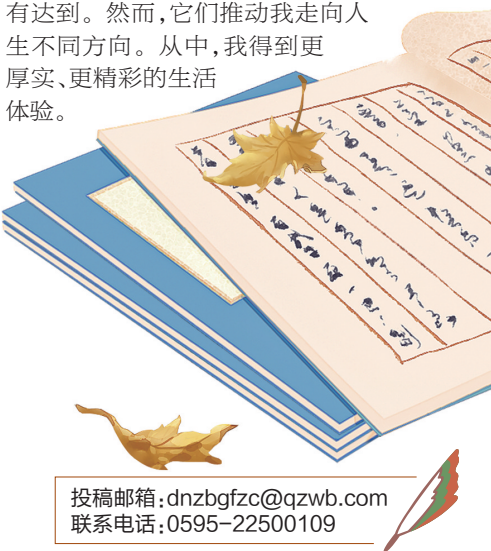 有达到。然而,它们推动我走向人
生不同方向。从中,我得到更
厚实、更精彩的生活
体验。
投稿邮箱:dnzbgfzc@qzwb.com
联系电话:0595-22500109